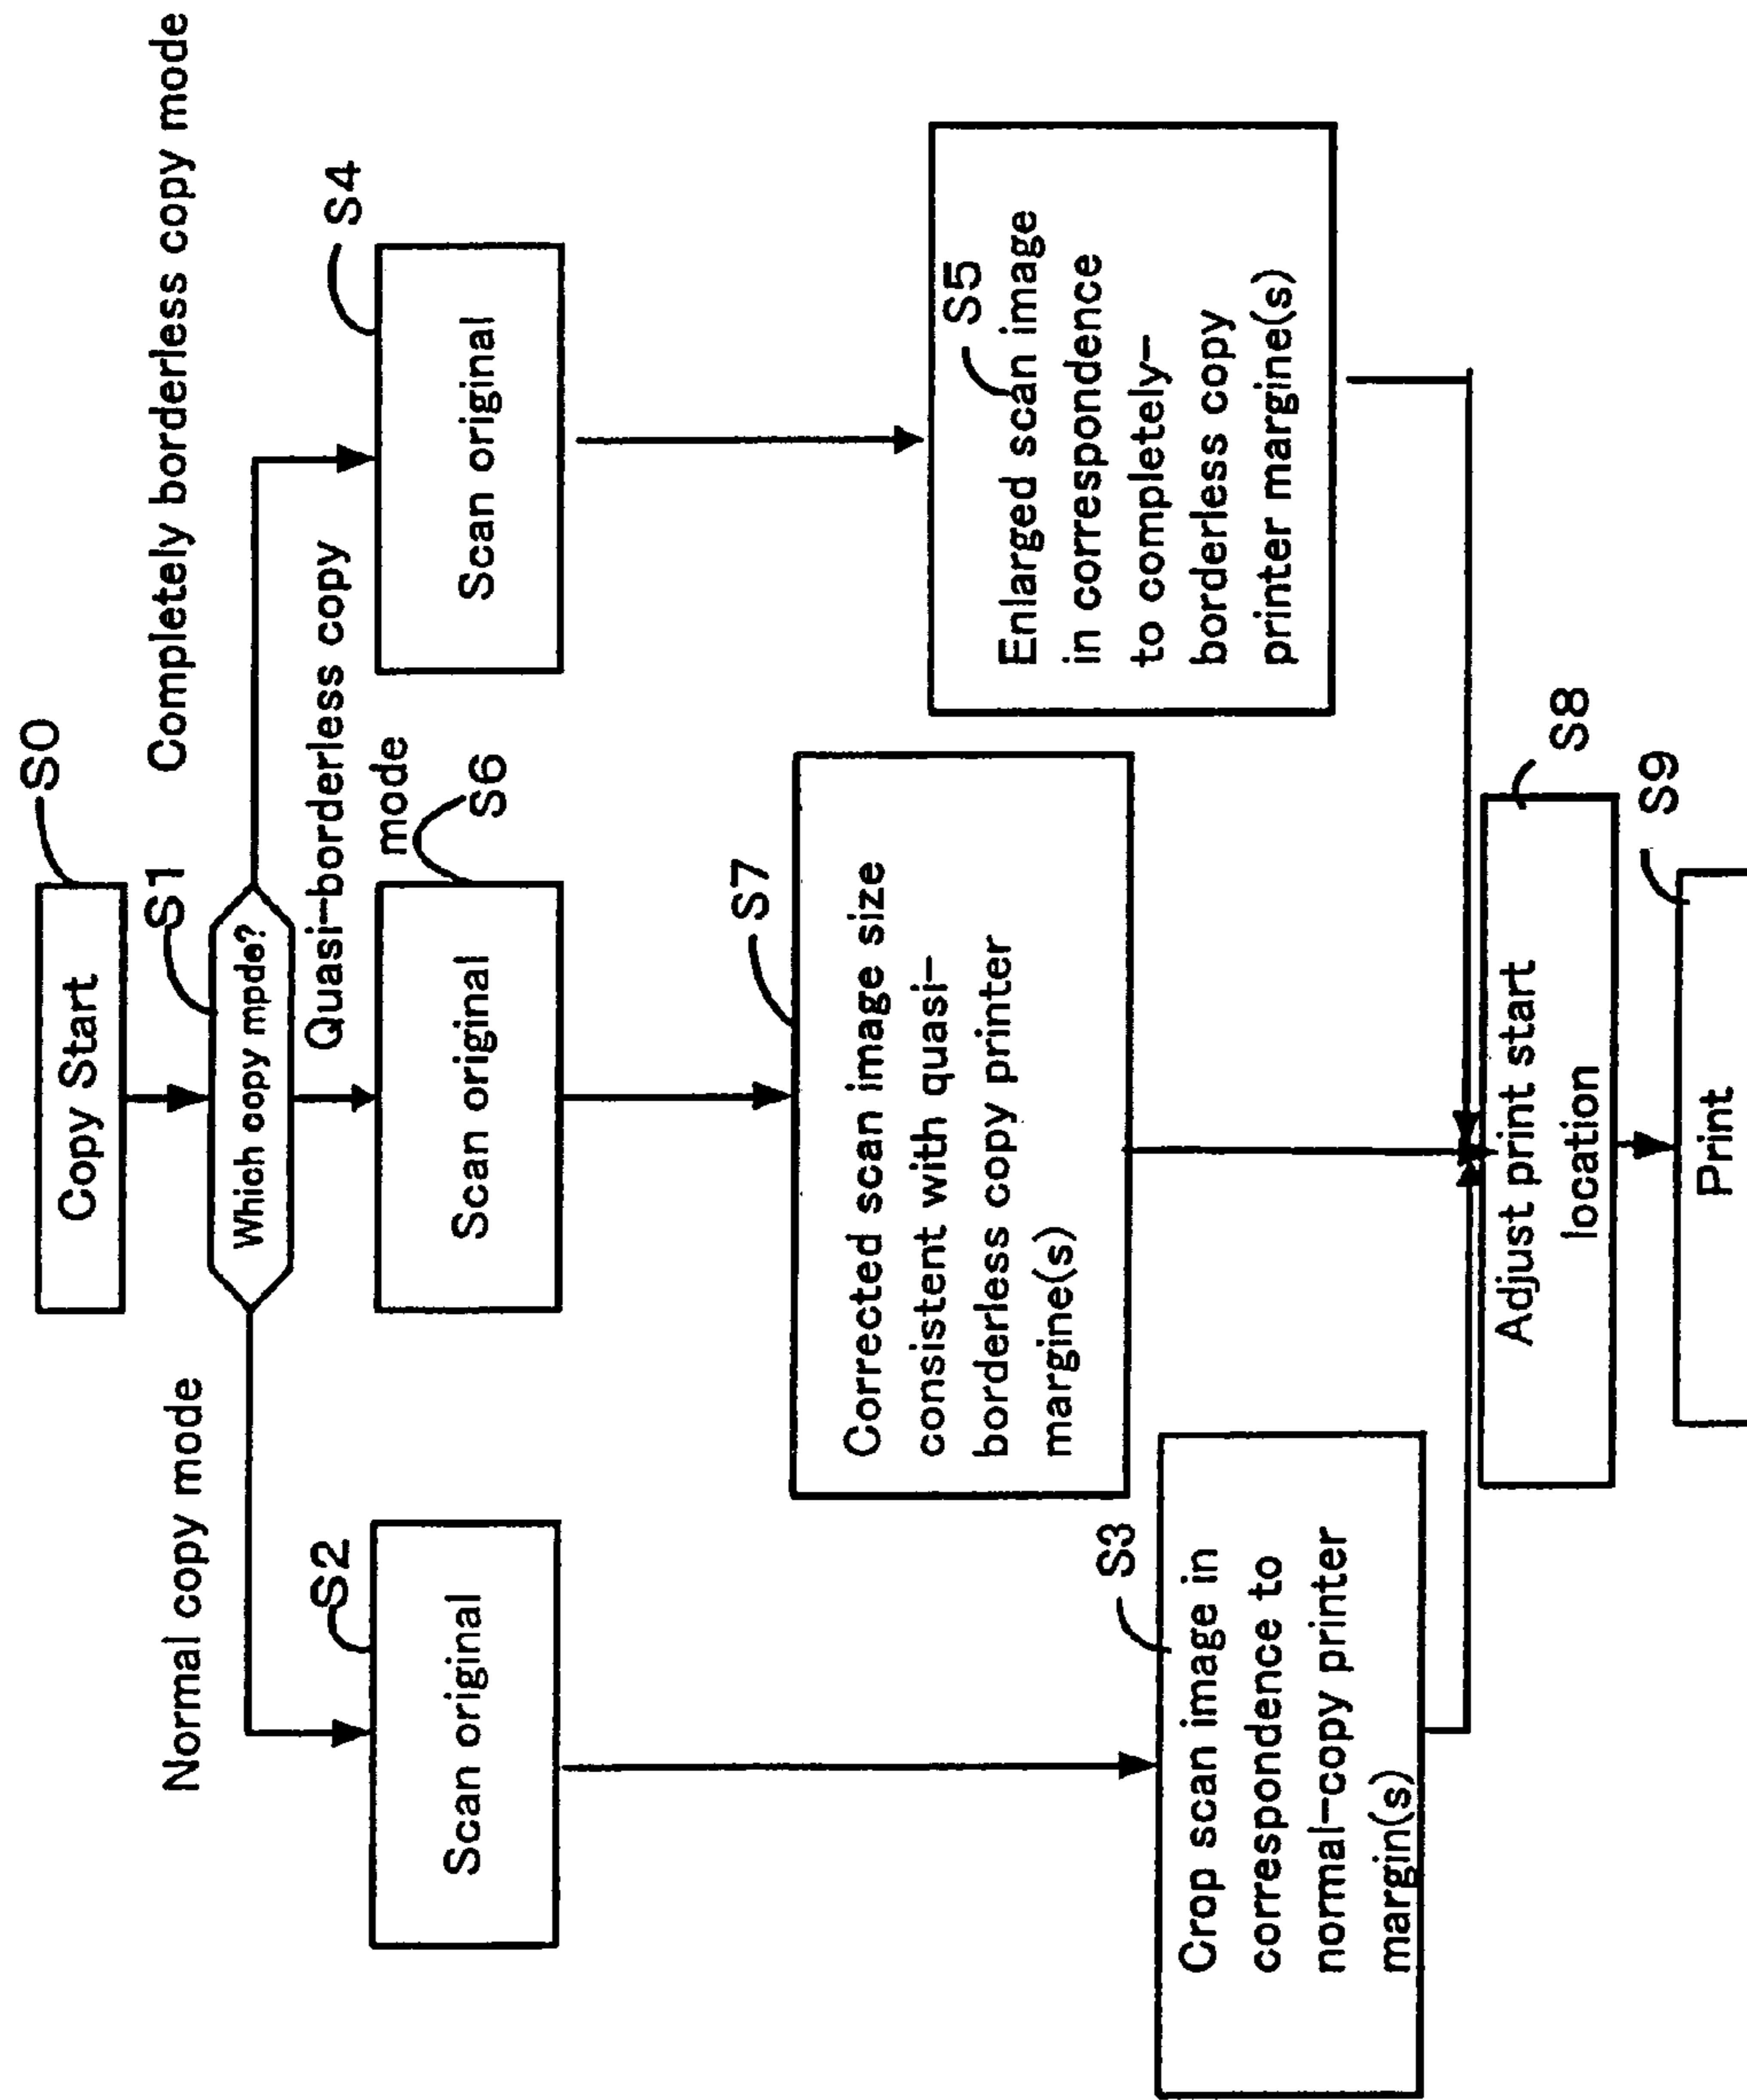 S0
Copy Start
S1
Which copy mpde?
Normal copy mode
Quasi-borderless copy
mode
Completely borderless copy mode
S2
Scan original
S6
Scan original
S4
Scan original
S3
Crop scan image in
correspondence to
normal-copy printer
margin(s)
S7
Corrected scan image size
consistent with quasi-
borderless copy printer
margine(s)
S5
Enlarged scan image
in correspondence
to completely-
borderless copy
printer margine(s)
S8
Adjust print start
location
S9
Print